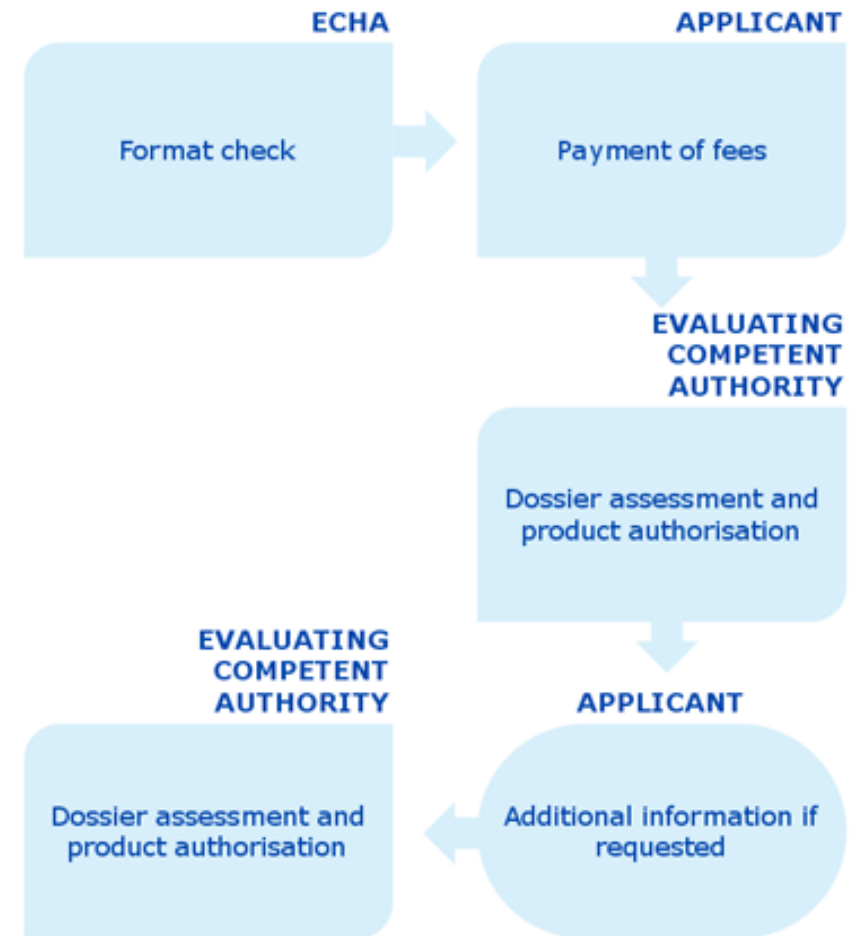 ECHA
Format check
APPLICANT
Payment of fees
EVALUATING
COMPETENT
AUTHORITY
Dossier assessment and
product authorisation
APPLICANT
Additional information if
requested
EVALUATING
COMPETENT
AUTHORITY
Dossier assessment and
product authorisation